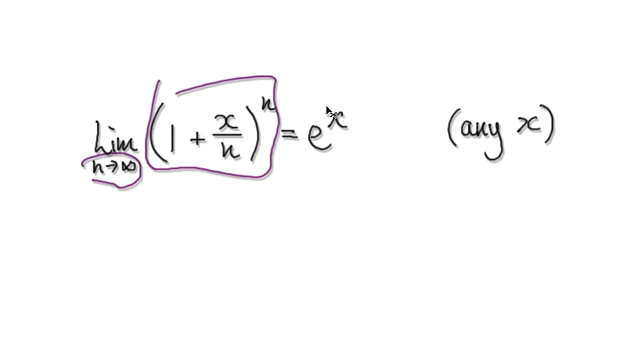 lim n→∞ (1 + x/n)^n = e^x (any x)